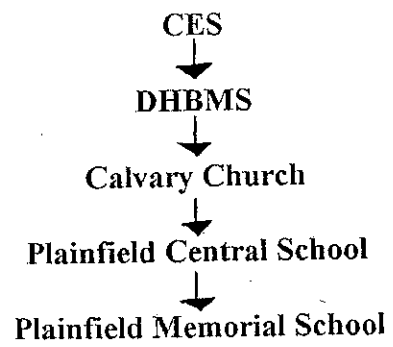 CES
DHBMS
Calvary Church
Plainfield Central School
Plainfield Memorial School